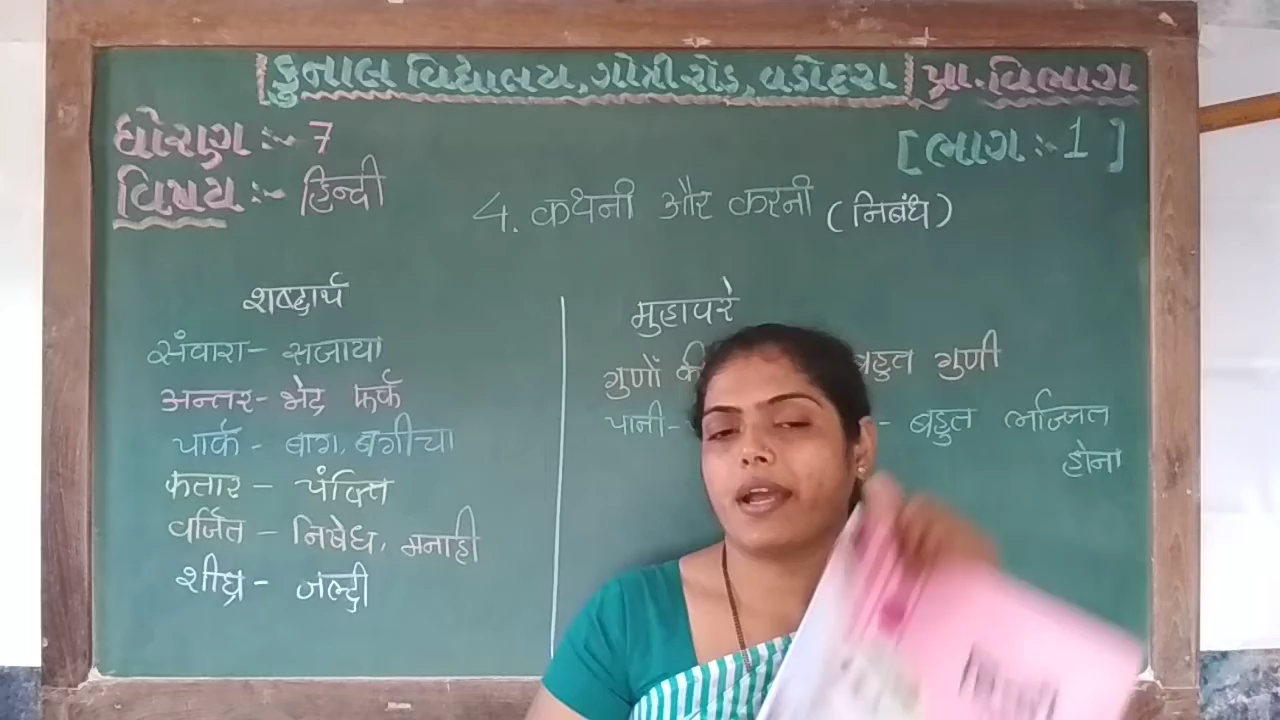 કુનાલ વિદ્યાલય, ગોત્રી રોડ, વડોદરા પ્રા. વિભાગ
ધોરણ :- 7
[ ભાગ :- 1 ]
વિષય :- हिन्दी
4. कथनी और करनी (निबंध)
शब्दार्थ
संवारा - सजाया
अन्तर - भेद फर्क
पार्क - बाग, बगीचा
कतार - पंक्ति
वर्जित - निषेध, मनाही
शीघ्र - जल्दी
मुहावरे
गुणों की बहुत गुणी
पानी - - बहुत लज्जित
होना